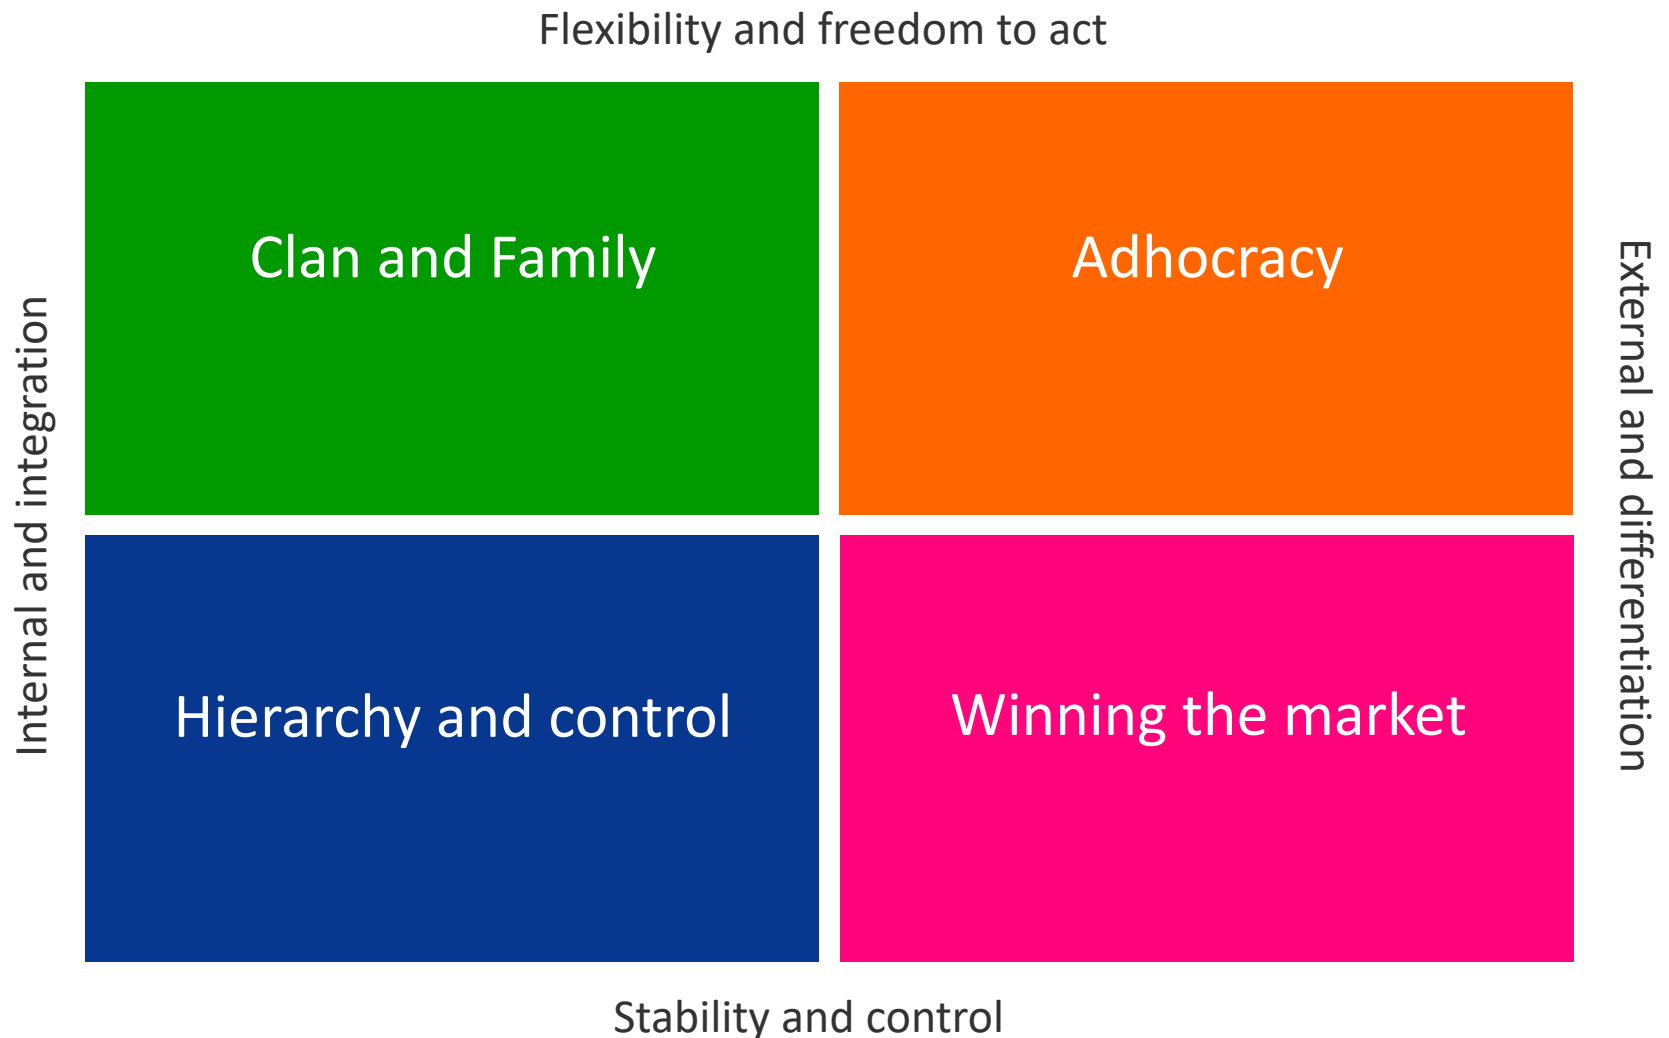 Flexibility and freedom to act
Clan and Family
Adhocracy
Internal and integration
External and differentiation
Hierarchy and control
Winning the market
Stability and control